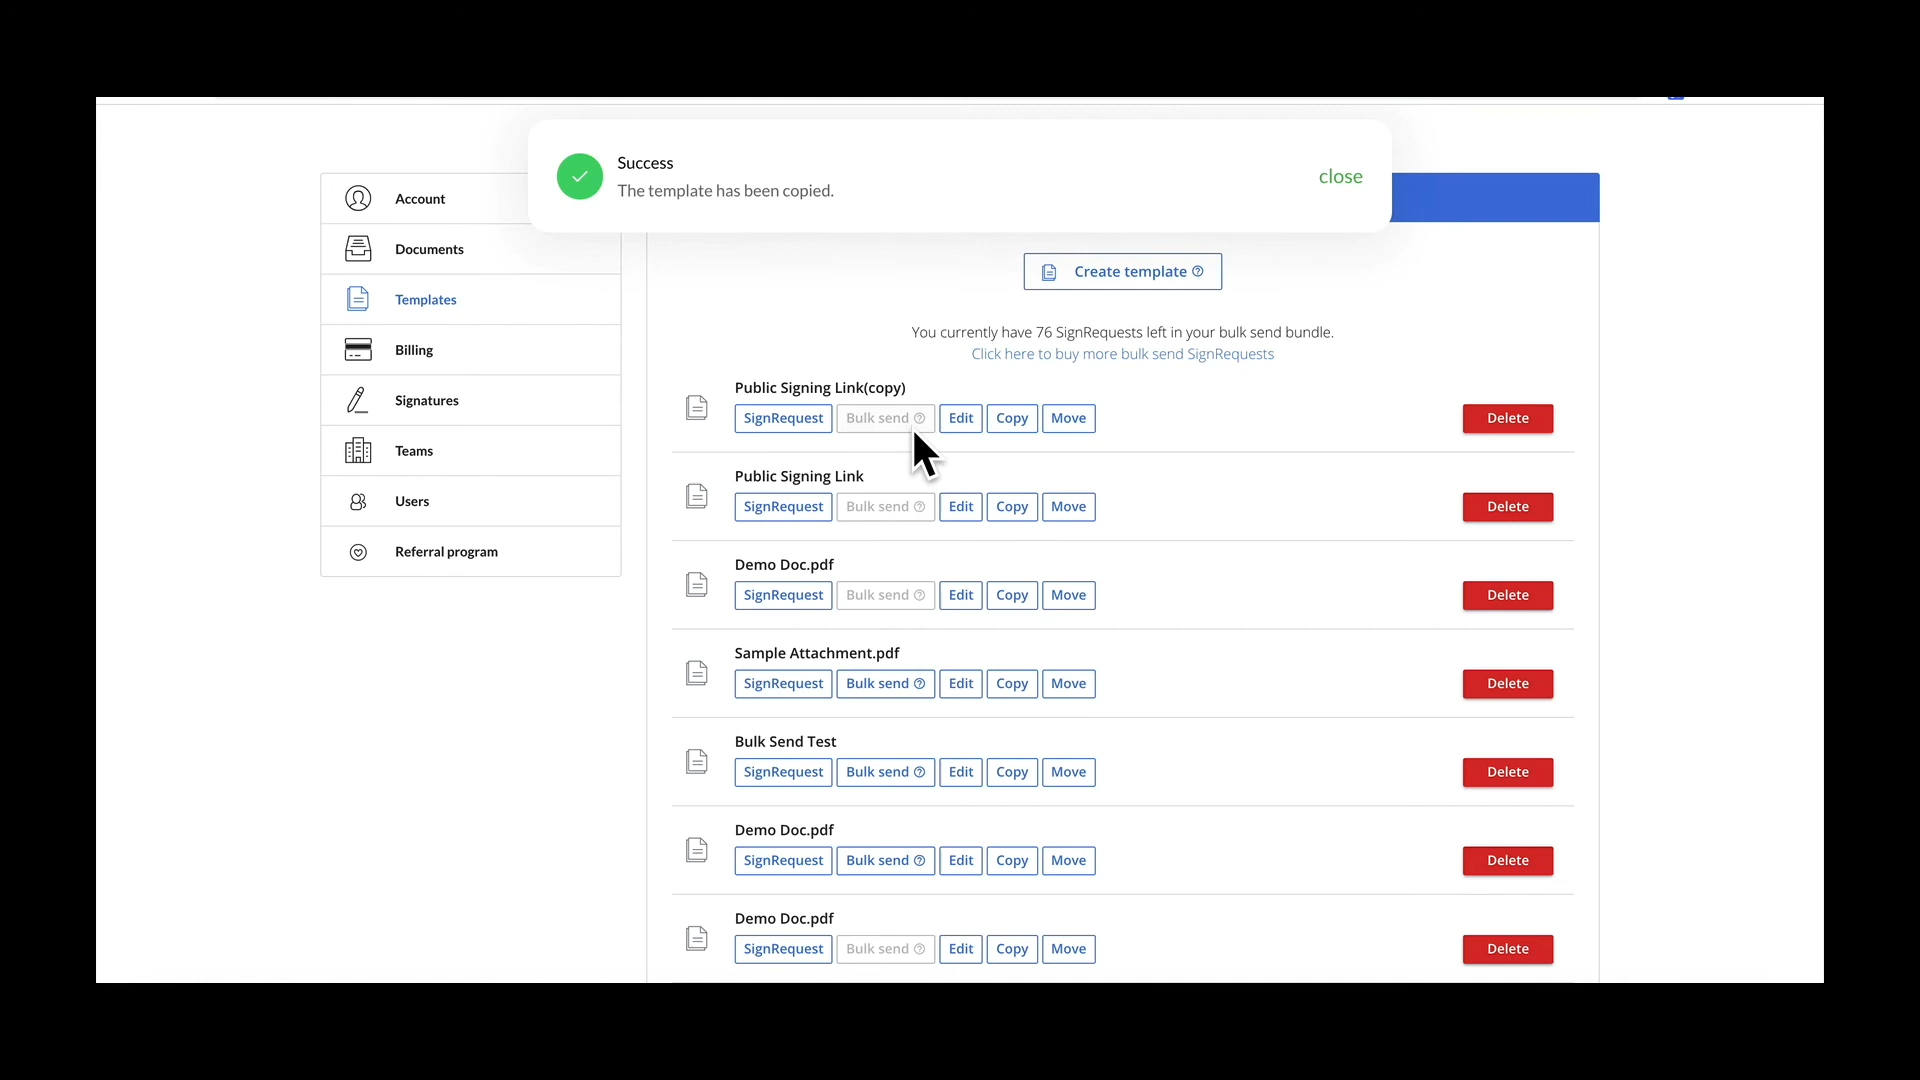 Success
The template has been copied.
close
Account
Documents
Templates
Billing
Signatures
Teams
Users
Referral program
Create template
You currently have 76 SignRequests left in your bulk send bundle.
Click here to buy more bulk send SignRequests
Public Signing Link(copy)
SignRequest Bulk send Edit Copy Move Delete
Public Signing Link
SignRequest Bulk send Edit Copy Move Delete
Demo Doc.pdf
SignRequest Bulk send Edit Copy Move Delete
Sample Attachment.pdf
SignRequest Bulk send Edit Copy Move Delete
Bulk Send Test
SignRequest Bulk send Edit Copy Move Delete
Demo Doc.pdf
SignRequest Bulk send Edit Copy Move Delete
Demo Doc.pdf
SignRequest Bulk send Edit Copy Move Delete